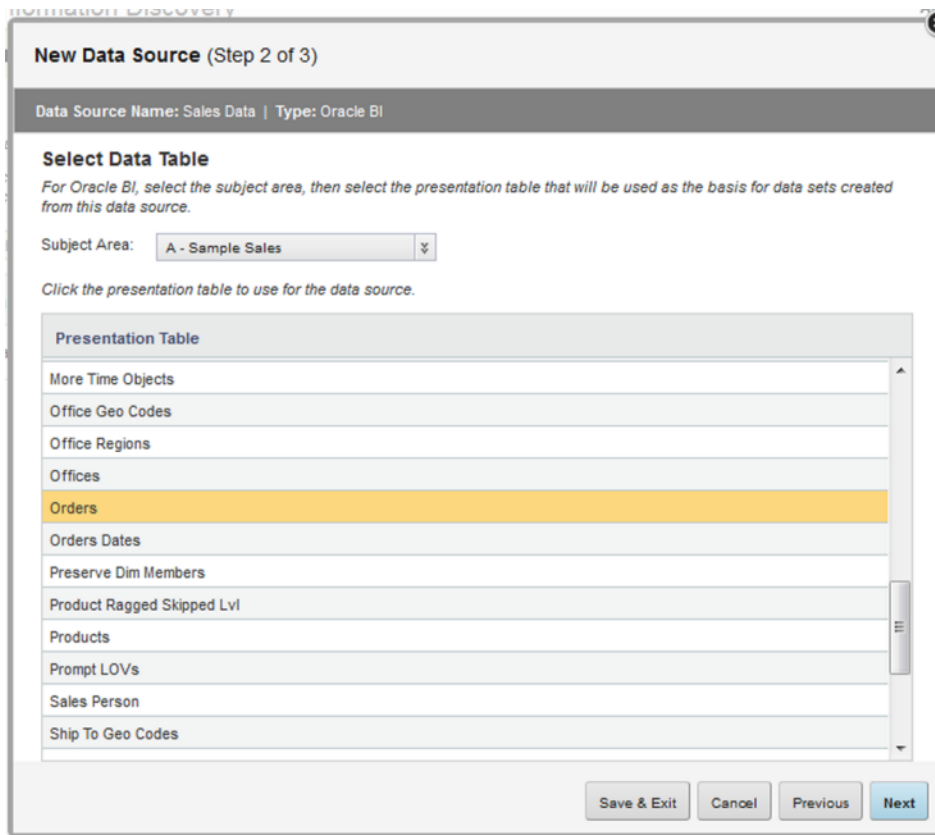 Information Discovery
New Data Source (Step 2 of 3)
Data Source Name: Sales Data | Type: Oracle BI
Select Data Table
For Oracle BI, select the subject area, then select the presentation table that will be used as the basis for data sets created
from this data source.
Subject Area: A - Sample Sales
Click the presentation table to use for the data source.
Presentation Table
More Time Objects
Office Geo Codes
Office Regions
Offices
Orders
Orders Dates
Preserve Dim Members
Product Ragged Skipped Lvl
Products
Prompt LOVs
Sales Person
Ship To Geo Codes
Save & Exit Cancel Previous Next